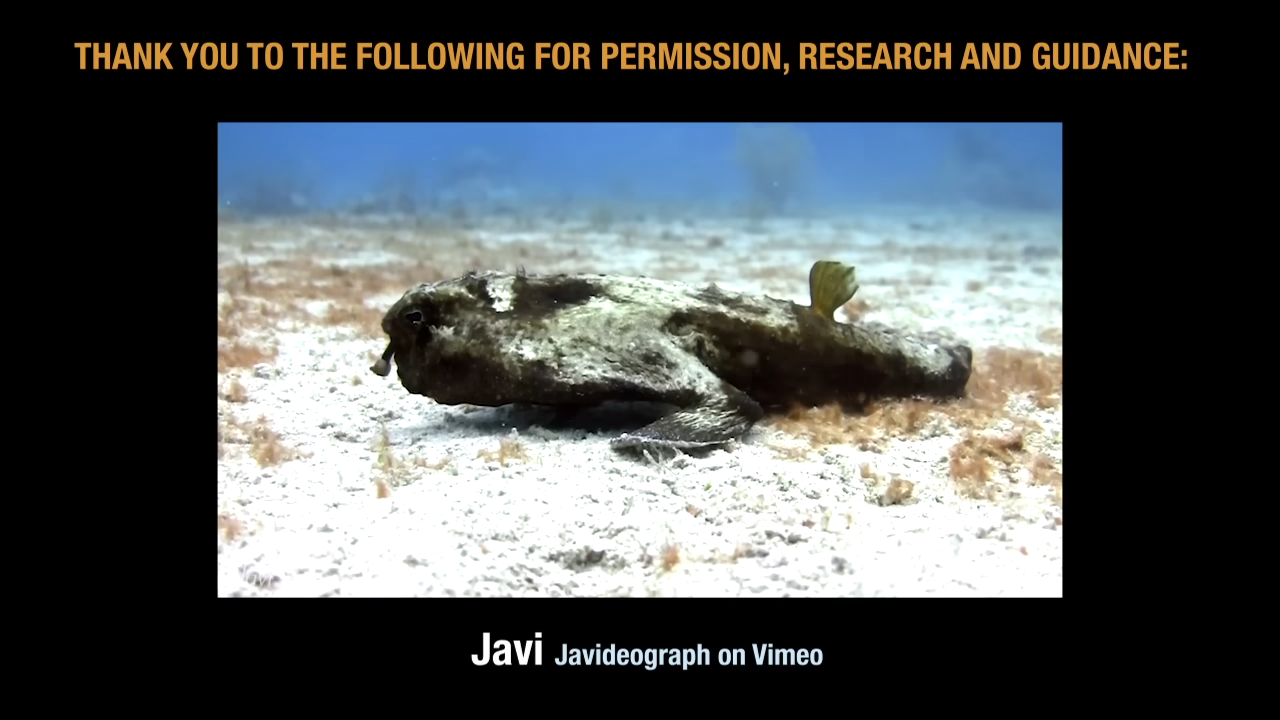 THANK YOU TO THE FOLLOWING FOR PERMISSION, RESEARCH AND GUIDANCE:
Javi Javideograph on Vimeo